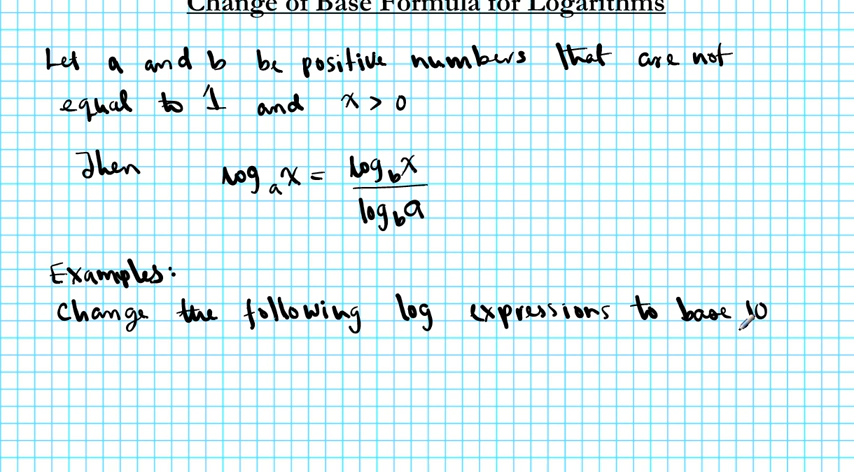 Change of Base Formula for Logarithms
Let a and b be positive numbers that are not
equal to 1 and x > 0
Then log_a x = log_b x / log_b a
Examples:
Change the following log expressions to base 10